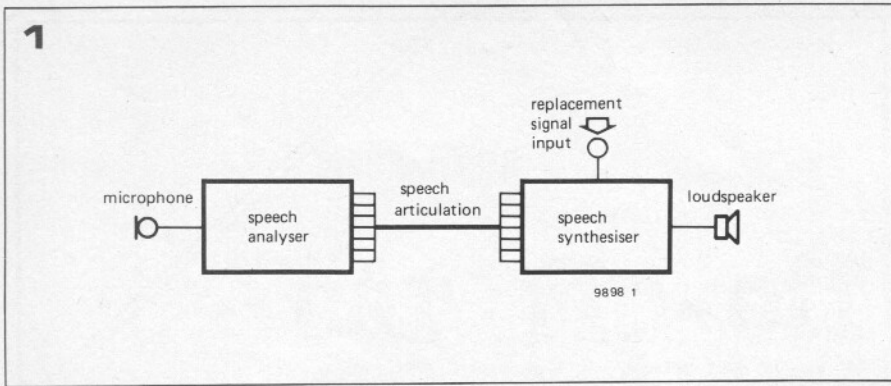 1
replacement
signal
input
microphone
speech
analyser
speech
articulation
speech
synthesiser
loudspeaker
9898 1